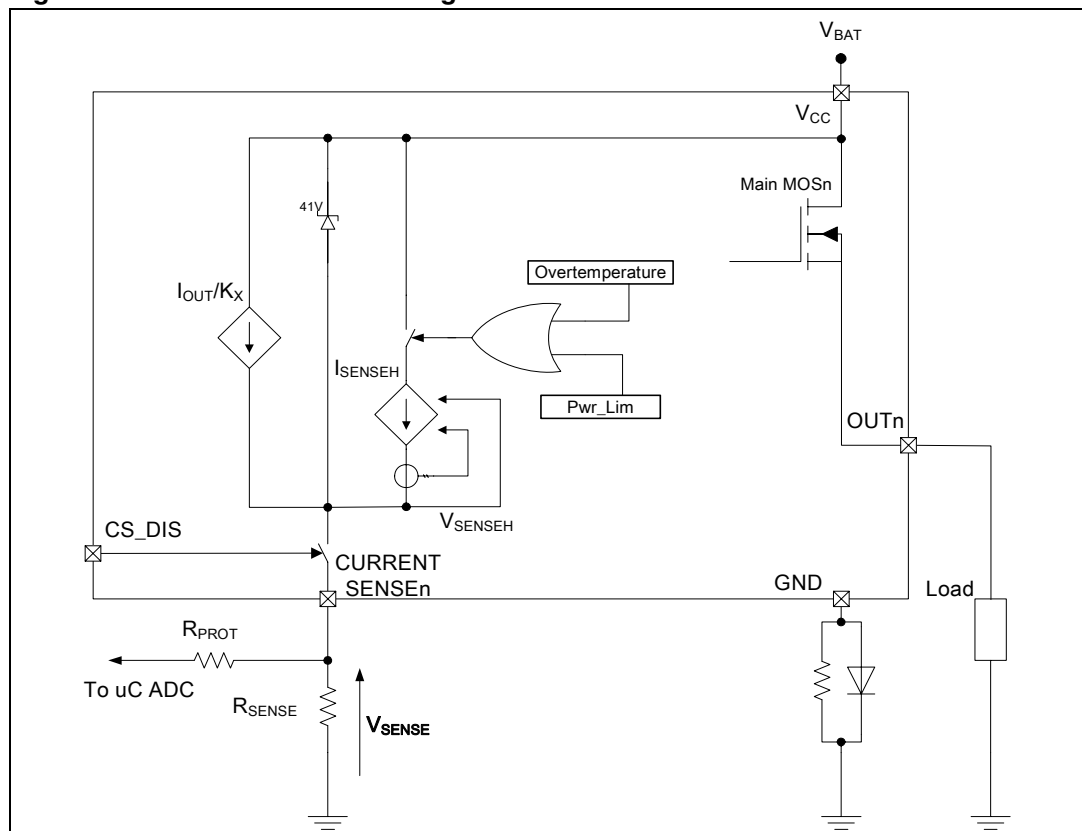 V_BAT
V_CC
Main MOSn
41V
Overtemperature
I_OUT/K_X
I_SENSEH
Pwr_Lim
OUTn
V_SENSEH
CS_DIS
CURRENT
SENSEn
GND
Load
R_PROT
To uC ADC
R_SENSE
V_SENSE